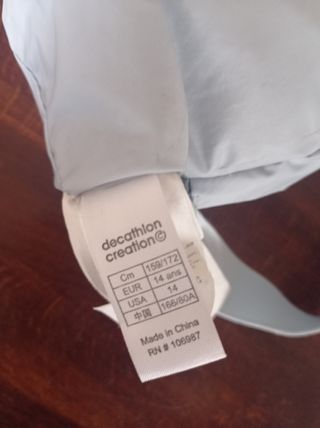 decathlon
creation©
Cm 159/172
EUR 14 ans
USA 14
中国 166/80A
Made in China
RN # 106987